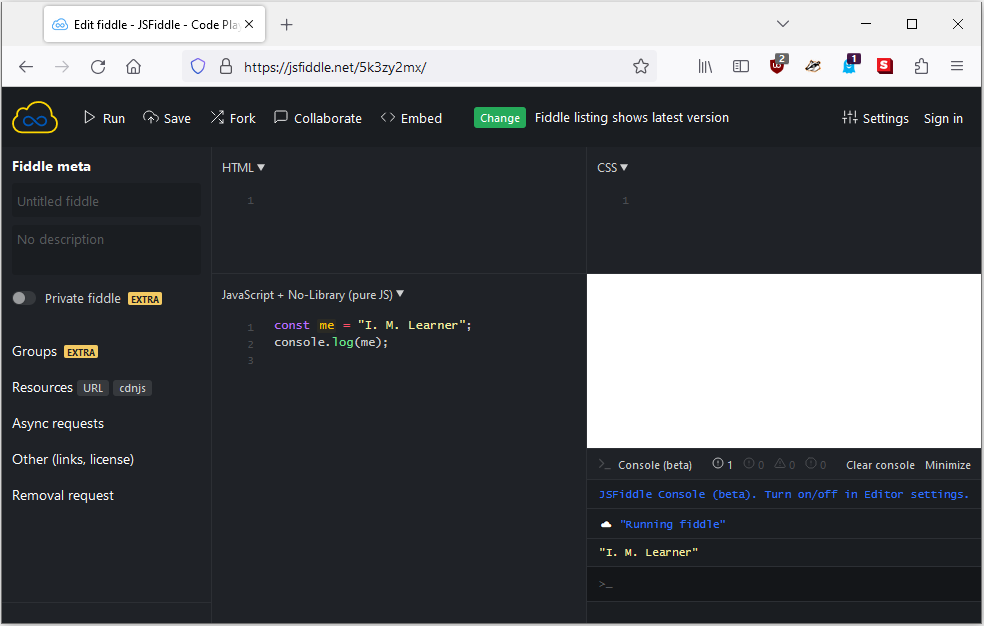 Edit fiddle - JSFiddle - Code Pla
https://jsfiddle.net/5k3zy2mx/
2
1
S
Run
Save
Fork
Collaborate
Embed
Change
Fiddle listing shows latest version
Settings
Sign in
Fiddle meta
Untitled fiddle
No description
Private fiddle EXTRA
Groups EXTRA
Resources URL cdnjs
Async requests
Other (links, license)
Removal request
HTML ▼
1
CSS ▼
1
JavaScript + No-Library (pure JS) ▼
1 const me = "I. M. Learner";
2 console.log(me);
3
>_ Console (beta) 1 0 0 0 Clear console Minimize
JSFiddle Console (beta). Turn on/off in Editor settings.
"Running fiddle"
"I. M. Learner"
>_